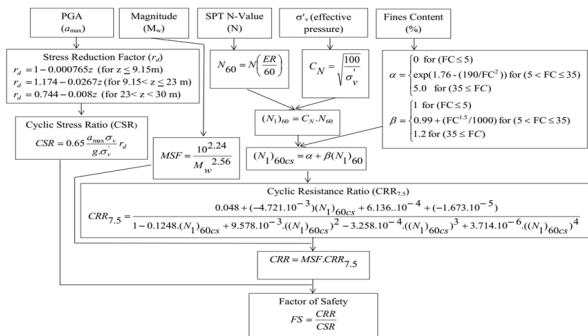 PGA
(a_max)
Magnitude
(M_w)
SPT N-Value
(N)
σ'_v (effective
pressure)
Fines Content
(%)
Stress Reduction Factor (r_d)
r_d = 1-0.000765z (for z ≤ 9.15m)
r_d = 1.174-0.0267z (for 9.15< z ≤ 23 m)
r_d = 0.744-0.008z (for 23< z < 30 m)
N_60 = N(ER/60)
C_N = √(100/σ'_v)
α = { 0 for (FC ≤ 5)
exp(1.76 - (190/FC²) for (5 < FC ≤ 35)
5.0 for (35 ≤ FC)
β = { 1 for (FC ≤ 5)
0.99 + (FC^1.5/1000) for (5 < FC ≤ 35)
1.2 for (35 ≤ FC)
(N_1)_60 = C_N.N_60
Cyclic Stress Ratio (CSR)
CSR = 0.65 (a_max σ_v)/(g.σ'_v) r_d
MSF = 10^2.24/M_w^2.56
(N_1)_60cs = α + β(N_1)_60
Cyclic Resistance Ratio (CRR_7.5)
CRR_7.5 = (0.048 + (-4.721.10^-3)(N_1)_60cs + 6.136..10^-4 + (-1.673.10^-5))/(1-0.1248.(N_1)_60cs + 9.578.10^-3.((N_1)_60cs)^2 - 3.258.10^-4.((N_1)_60cs)^3 + 3.714.10^-6.((N_1)_60cs)^4)
CRR = MSF.CRR_7.5
Factor of Safety
FS = CRR/CSR